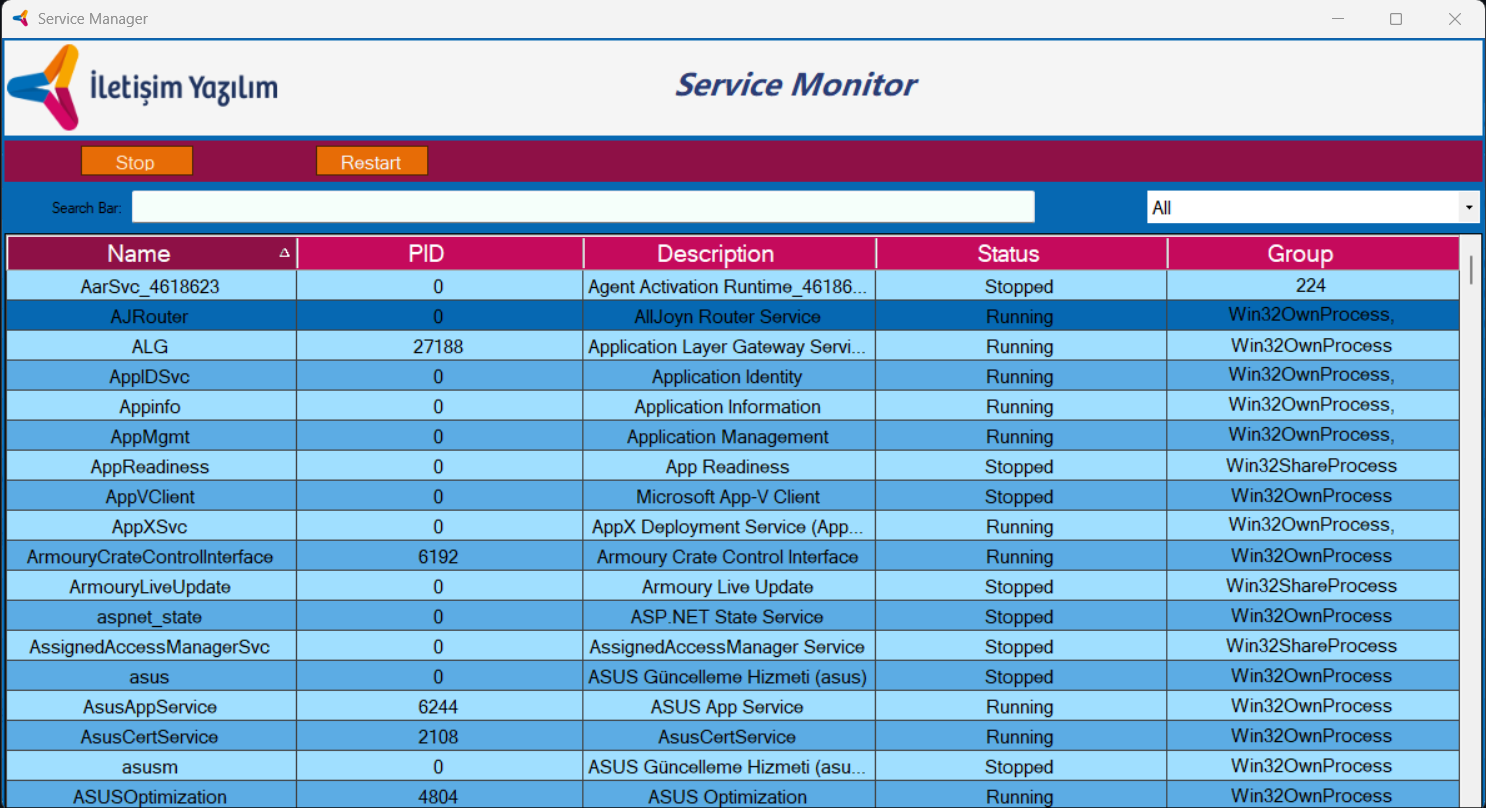 Service Manager
İletişim Yazılım
Service Monitor
Stop Restart
Search Bar: All
Name PID Description Status Group
AarSvc_4618623 0 Agent Activation Runtime_46186... Stopped 224
AJRouter 0 AllJoyn Router Service Running Win32OwnProcess,
ALG 27188 Application Layer Gateway Servi... Running Win32OwnProcess
AppIDSvc 0 Application Identity Running Win32OwnProcess,
Appinfo 0 Application Information Running Win32OwnProcess,
AppMgmt 0 Application Management Running Win32OwnProcess,
AppReadiness 0 App Readiness Stopped Win32ShareProcess
AppVClient 0 Microsoft App-V Client Stopped Win32OwnProcess
AppXSvc 0 AppX Deployment Service (App... Running Win32OwnProcess,
ArmouryCrateControlInterface 6192 Armoury Crate Control Interface Running Win32OwnProcess
ArmouryLiveUpdate 0 Armoury Live Update Stopped Win32ShareProcess
aspnet_state 0 ASP.NET State Service Stopped Win32OwnProcess
AssignedAccessManagerSvc 0 AssignedAccessManager Service Stopped Win32ShareProcess
asus 0 ASUS Güncelleme Hizmeti (asus) Stopped Win32OwnProcess
AsusAppService 6244 ASUS App Service Running Win32OwnProcess
AsusCertService 2108 AsusCertService Running Win32OwnProcess
asusm 0 ASUS Güncelleme Hizmeti (asu... Stopped Win32OwnProcess
ASUSOptimization 4804 ASUS Optimization Running Win32OwnProcess